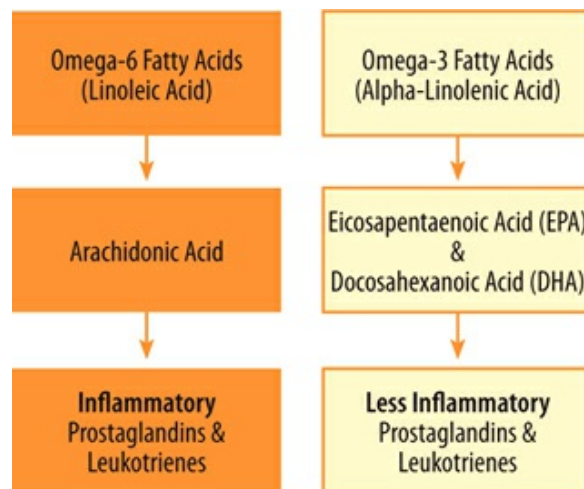 Omega-6 Fatty Acids
(Linoleic Acid)
Omega-3 Fatty Acids
(Alpha-Linolenic Acid)
Arachidonic Acid
Eicosapentaenoic Acid (EPA)
&
Docosahexanoic Acid (DHA)
Inflammatory
Prostaglandins &
Leukotrienes
Less Inflammatory
Prostaglandins &
Leukotrienes